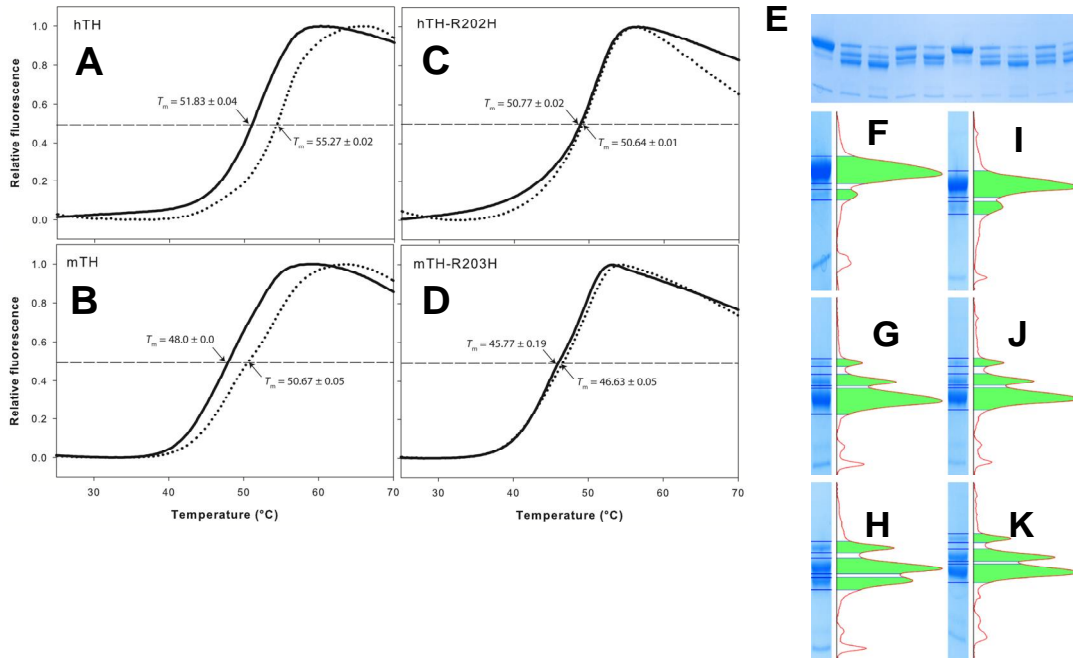 hTH
A
1.0
0.8
0.6
0.4
0.2
0.0
Relative fluorescence
Tm = 51.83 ± 0.04
Tm = 55.27 ± 0.02
hTH-R202H
C
Tm = 50.77 ± 0.02
Tm = 50.64 ± 0.01
mTH
B
1.0
0.8
0.6
0.4
0.2
0.0
Relative fluorescence
Tm = 48.0 ± 0.0
Tm = 50.67 ± 0.05
30
40
50
60
70
Temperature (°C)
mTH-R203H
D
Tm = 45.77 ± 0.19
Tm = 46.63 ± 0.05
30
40
50
60
70
Temperature (°C)
E
F
I
G
J
H
K